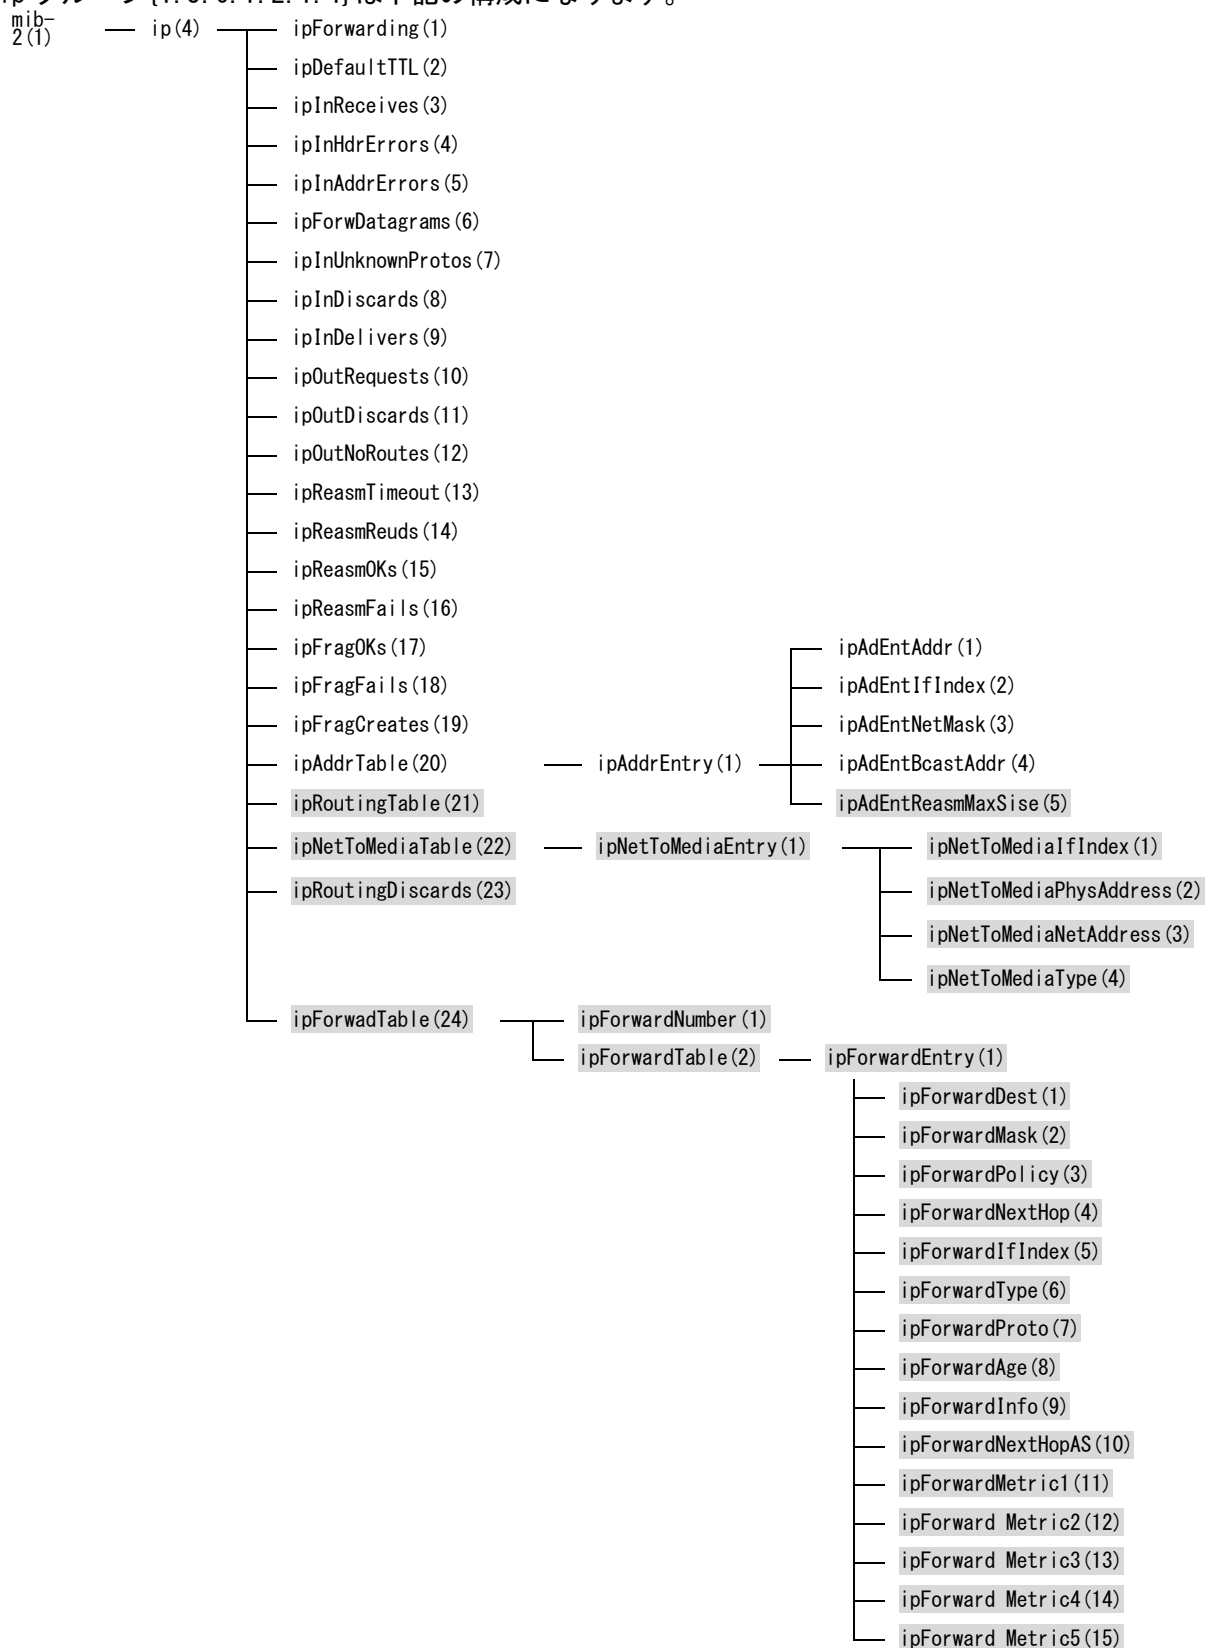 mib-2(1) ip(4) ipForwarding(1)
ipDefaultTTL(2)
ipInReceives(3)
ipInHdrErrors(4)
ipInAddrErrors(5)
ipForwDatagrams(6)
ipInUnknownProtos(7)
ipInDiscards(8)
ipInDelivers(9)
ipOutRequests(10)
ipOutDiscards(11)
ipOutNoRoutes(12)
ipReasmTimeout(13)
ipReasmReuds(14)
ipReasmOKs(15)
ipReasmFails(16)
ipFragOKs(17) ipAdEntAddr(1)
ipFragFails(18) ipAdEntIfIndex(2)
ipFragCreates(19) ipAdEntNetMask(3)
ipAddrTable(20) ipAddrEntry(1) ipAdEntBcastAddr(4)
ipRoutingTable(21) ipAdEntReasmMaxSise(5)
ipNetToMediaTable(22) ipNetToMediaEntry(1) ipNetToMediaIfIndex(1)
ipRoutingDiscards(23) ipNetToMediaPhysAddress(2)
ipNetToMediaNetAddress(3)
ipNetToMediaType(4)
ipForwadTable(24) ipForwardNumber(1)
ipForwardTable(2) ipForwardEntry(1)
ipForwardDest(1)
ipForwardMask(2)
ipForwardPolicy(3)
ipForwardNextHop(4)
ipForwardIfIndex(5)
ipForwardType(6)
ipForwardProto(7)
ipForwardAge(8)
ipForwardInfo(9)
ipForwardNextHopAS(10)
ipForwardMetric1(11)
ipForward Metric2(12)
ipForward Metric3(13)
ipForward Metric4(14)
ipForward Metric5(15)